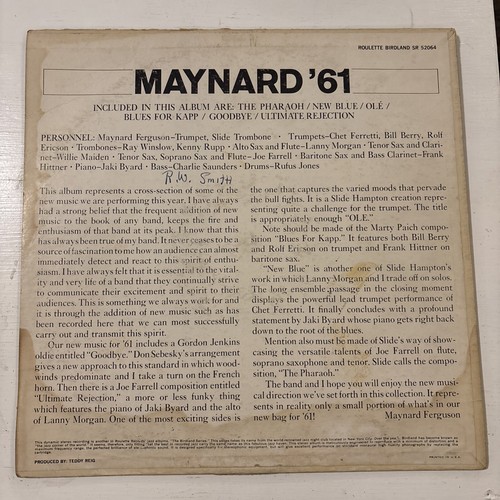 ROULETTE BIRDLAND SR 52064
MAYNARD '61
INCLUDED IN THIS ALBUM ARE: THE PHARAOH / NEW BLUE / OLÉ /
BLUES FOR KAPP / GOODBYE / ULTIMATE REJECTION
PERSONNEL: Maynard Ferguson–Trumpet, Slide Trombone · Trumpets–Chet Ferretti, Bill Berry, Rolf
Ericson · Trombones–Ray Winslow, Kenny Rupp · Alto Sax and Flute–Lanny Morgan · Tenor Sax and Clari-
net–Willie Maiden · Tenor Sax, Soprano Sax and Flute–Joe Farrell · Baritone Sax and Bass Clarinet–Frank
Hittner · Piano–Jaki Byard · Bass–Charlie Saunders · Drums–Rufus Jones
R.W. Smith
This album represents a cross-section of some of the
new music we are performing this year. I have always
had a strong belief that the frequent addition of new
music to the book of any band, keeps the fire and
enthusiasm of that band at its peak. I know that this
has always been true of my band. It never ceases to be a
source of fascination to me how an audience can almost
immediately detect and react to this spirit of enthu-
siasm. I have always felt that it is essential to the vital-
ity and very life of a band that they continually strive
to communicate their excitement and spirit to their
audiences. This is something we always work for and
it is through the addition of new music such as has
been recorded here that we can most successfully
carry out and transmit this spirit.
Our new music for '61 includes a Gordon Jenkins
oldie entitled "Goodbye." Don Sebesky's arrangement
gives a new approach to this standard in which wood-
winds predominate and I take a turn on the French
horn. Then there is a Joe Farrell composition entitled
"Ultimate Rejection," a more or less funky thing
which features the piano of Jaki Byard and the alto
of Lanny Morgan. One of the most exciting sides is
the one that captures the varied moods that pervade
the bull fights. It is a Slide Hampton creation repre-
senting quite a challenge for the trumpet. The title
is appropriately enough "OLE."
Note should be made of the Marty Paich composi-
tion "Blues For Kapp." It features both Bill Berry
and Rolf Ericson on trumpet and Frank Hittner on
baritone sax.
"New Blue" is another one of Slide Hampton's
work in which Lanny Morgan and I trade off on solos.
The long ensemble passage in the closing moment
displays the powerful lead trumpet performance of
Chet Ferretti. It finally concludes with a profound
statement by Jaki Byard whose piano gets right back
down to the root of the blues.
Mention also must be made of Slide's way of show-
casing the versatile talents of Joe Farrell on flute,
soprano saxophone and tenor. Slide calls the compo-
sition, "The Pharaoh."
The band and I hope you will enjoy the new musi-
cal direction we've set forth in this collection. It rep-
resents in reality only a small portion of what's in our
new bag for '61! Maynard Ferguson
PRODUCED BY: TEDDY REIG
PRINTED IN U.S.A.